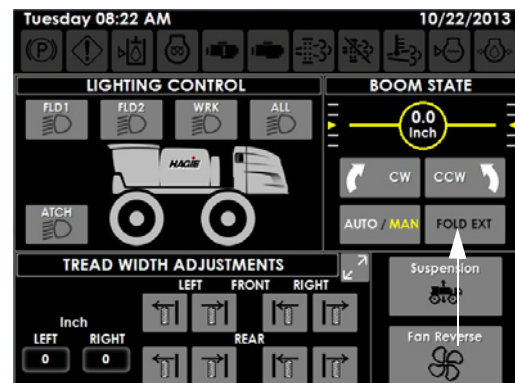 Tuesday 08:22 AM 10/22/2013
(P)
LIGHTING CONTROL
FLD1 FLD2 WRK ALL
HAGIE
ATCH
BOOM STATE
0.0
Inch
CW CCW
AUTO / MAN FOLD EXT
TREAD WIDTH ADJUSTMENTS
LEFT FRONT RIGHT
Inch
LEFT RIGHT
0 0
REAR
Suspension
Fan Reverse